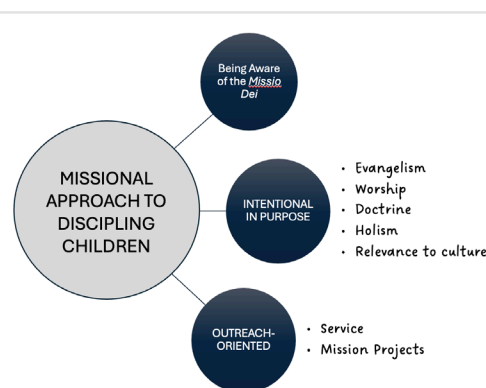 Being Aware
of the Missio
Dei
MISSIONAL
APPROACH TO
DISCIPLING
CHILDREN
INTENTIONAL
IN PURPOSE
• Evangelism
• Worship
• Doctrine
• Holism
• Relevance to culture
OUTREACH-
ORIENTED
• Service
• Mission Projects